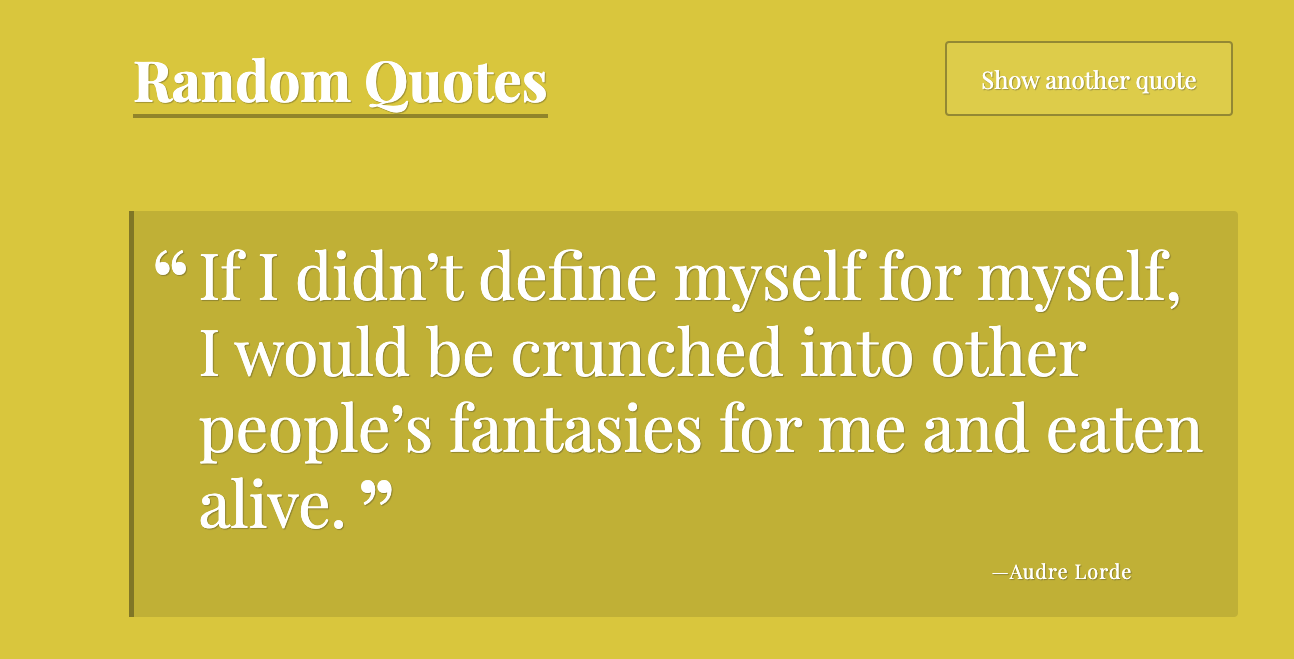 Random Quotes
Show another quote
“If I didn’t define myself for myself,
I would be crunched into other
people’s fantasies for me and eaten
alive. ”
—Audre Lorde